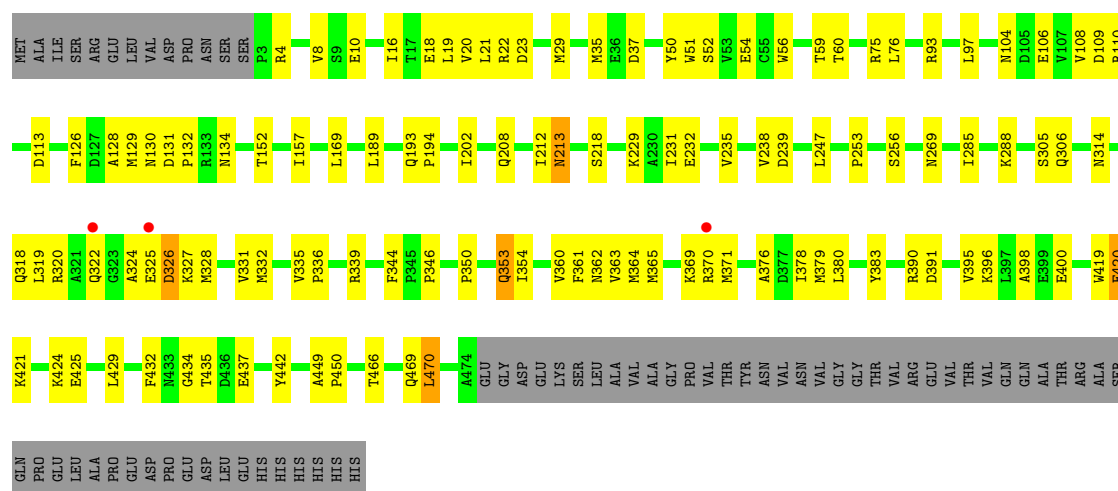 MET ALA ILE SER ARG GLU LEU VAL ASP PRO ASN SER SER P3 R4 V8 S9 E10 I16 T17 E18 L19 V20 L21 R22 D23 M29 M35 E36 D37 Y50 W51 S52 V53 E54 C55 W56 T59 T60 R75 L76 R93 L97 N104 D105 E106 V107 V108 D109 R110
D113 F126 D127 A128 M129 N130 D131 P132 R133 N134 T152 I157 L169 L189 Q193 P194 I202 Q208 I212 N213 S218 K229 A230 I231 E232 V235 V238 D239 L247 P253 S256 N269 I285 K288 S305 Q306 N314
Q318 L319 R320 A321 Q322 G323 A324 E325 D326 K327 M328 V331 M332 V335 P336 R339 F344 P345 P346 P350 Q353 I354 V360 F361 N362 V363 M364 M365 K369 R370 M371 A376 D377 I378 M379 L380 Y383 R390 D391 V395 K396 L397 A398 E399 E400 W419
K421 K424 E425 L429 F432 N433 G434 T435 D436 E437 Y442 A449 P450 T466 Q469 L470 A474 GLU GLY ASP GLU LYS SER LEU ALA VAL ALA GLY PRO VAL THR TYR ASN VAL ASN VAL GLY GLY THR VAL ARG GLU VAL THR VAL GLN GLN ALA THR ARG ALA SER
GLN PRO GLU LEU ALA PRO GLU ASP PRO GLU ASP LEU GLU HIS HIS HIS HIS HIS HIS